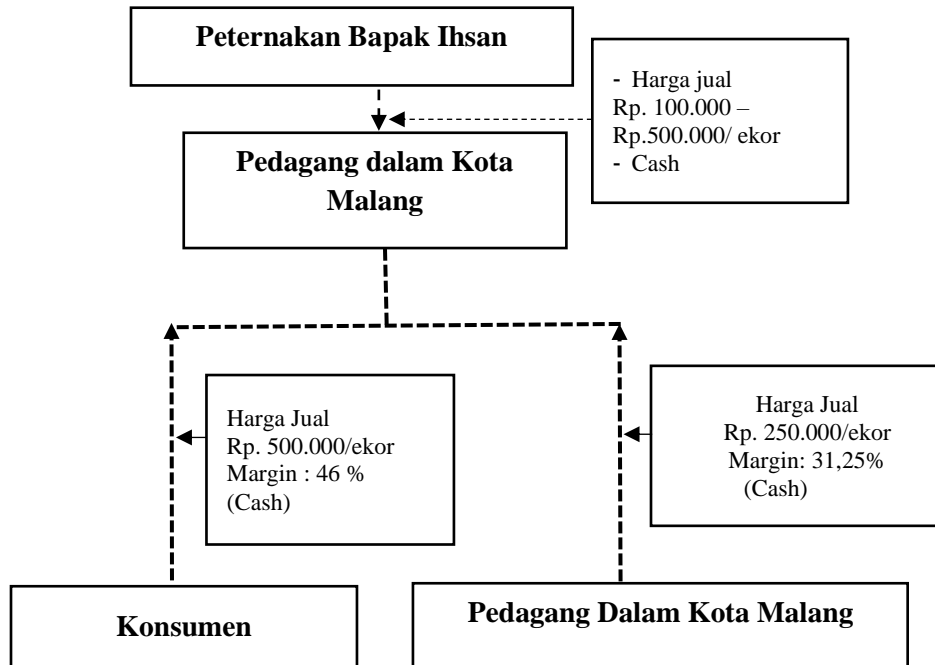 Peternakan Bapak Ihsan
- Harga jual
Rp. 100.000 –
Rp.500.000/ ekor
- Cash
Pedagang dalam Kota
Malang
Harga Jual
Rp. 500.000/ekor
Margin : 46 %
(Cash)
Harga Jual
Rp. 250.000/ekor
Margin: 31,25%
(Cash)
Konsumen
Pedagang Dalam Kota Malang